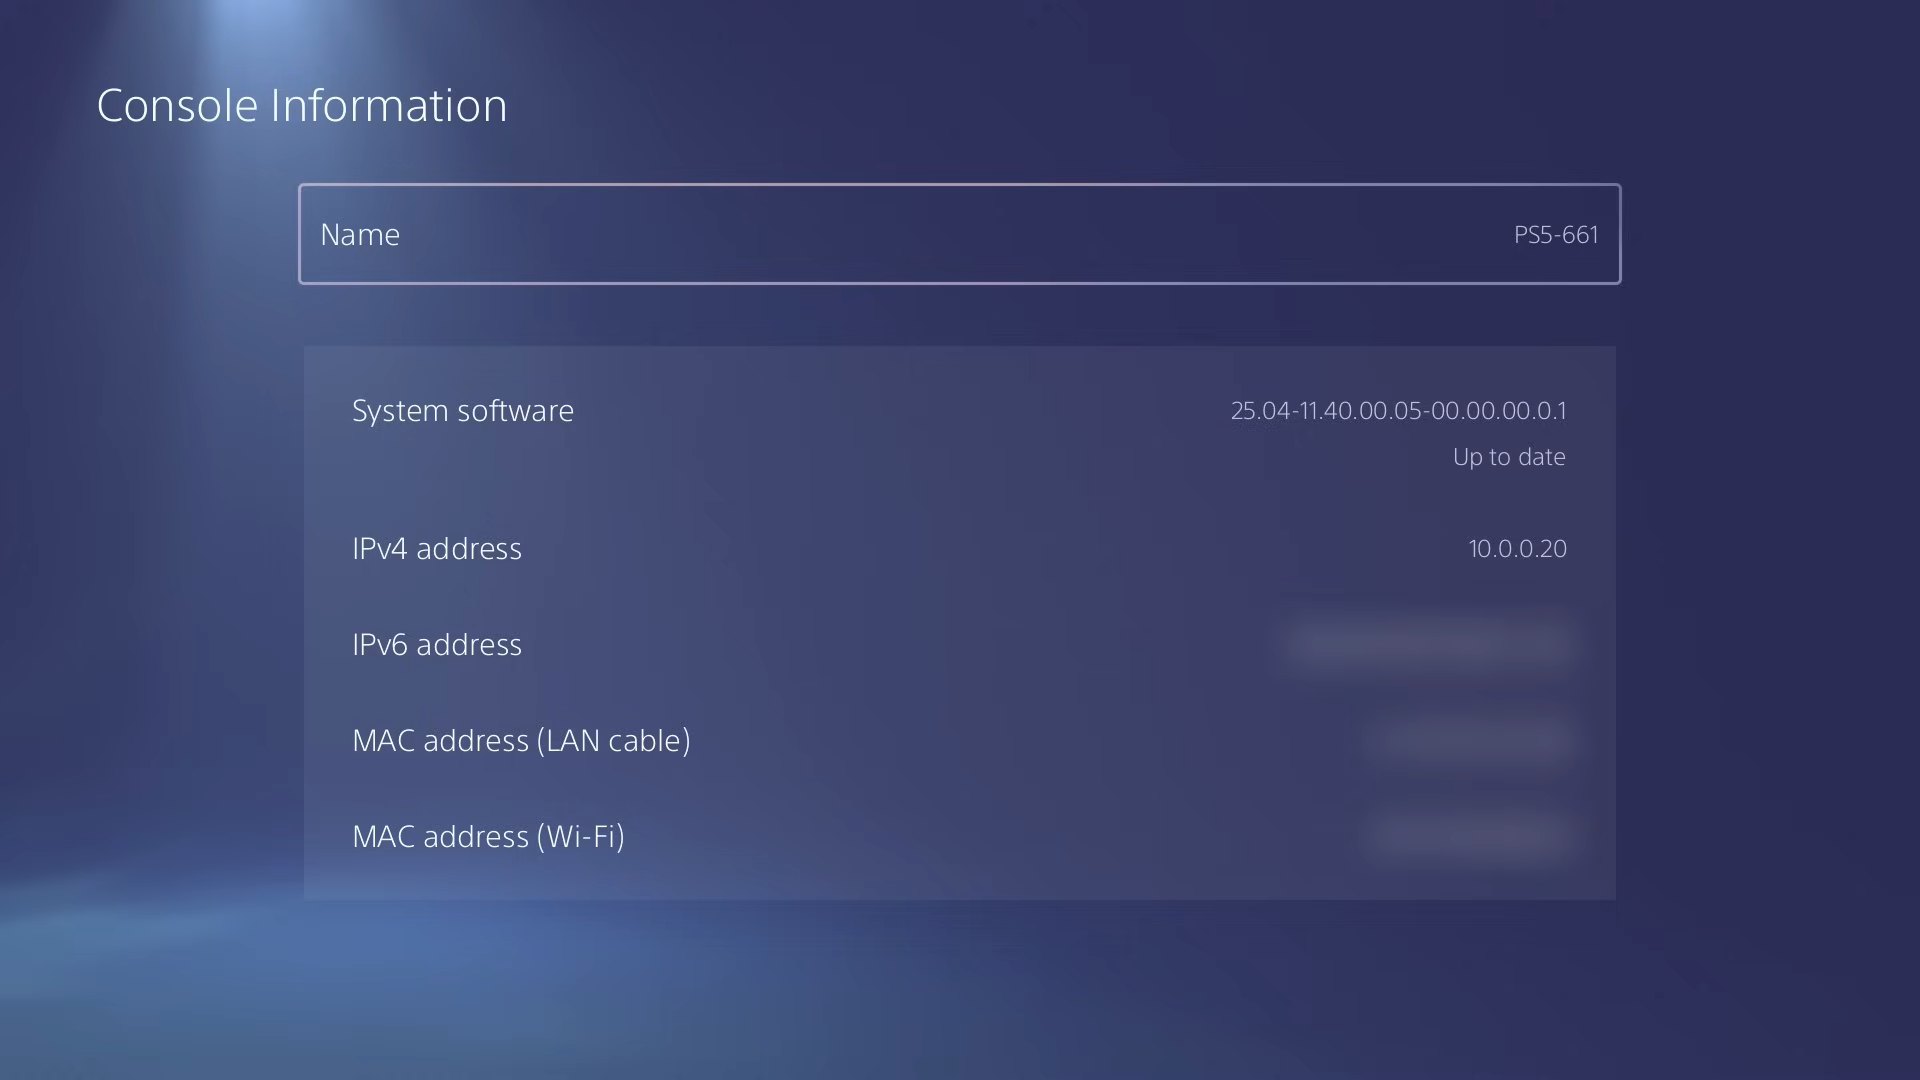 Console Information
Name PS5-661
System software 25.04-11.40.00.05-00.00.00.0.1
Up to date
IPv4 address 10.0.0.20
IPv6 address
MAC address (LAN cable)
MAC address (Wi-Fi)